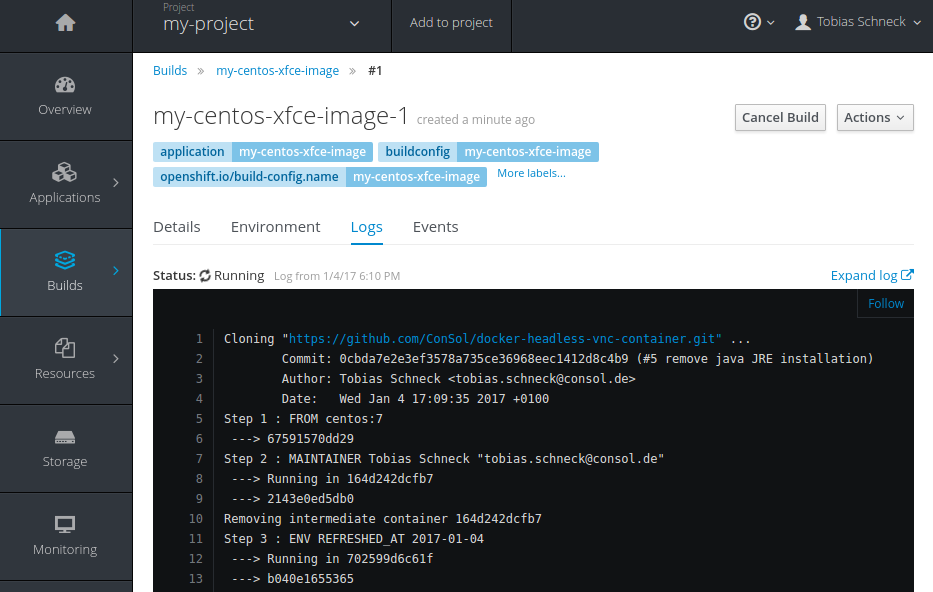 Project
my-project
Add to project
Tobias Schneck
Overview
Applications
Builds
Resources
Storage
Monitoring
Builds » my-centos-xfce-image » #1
my-centos-xfce-image-1 created a minute ago
Cancel Build
Actions
application my-centos-xfce-image buildconfig my-centos-xfce-image
openshift.io/build-config.name my-centos-xfce-image More labels...
Details Environment Logs Events
Status: Running Log from 1/4/17 6:10 PM
Expand log
Follow
1 Cloning "https://github.com/ConSol/docker-headless-vnc-container.git" ...
2 Commit: 0cbda7e2e3ef3578a735ce36968eec1412d8c4b9 (#5 remove java JRE installation)
3 Author: Tobias Schneck <tobias.schneck@consol.de>
4 Date: Wed Jan 4 17:09:35 2017 +0100
5 Step 1 : FROM centos:7
6 ---> 67591570dd29
7 Step 2 : MAINTAINER Tobias Schneck "tobias.schneck@consol.de"
8 ---> Running in 164d242dcfb7
9 ---> 2143e0ed5db0
10 Removing intermediate container 164d242dcfb7
11 Step 3 : ENV REFRESHED_AT 2017-01-04
12 ---> Running in 702599d6c61f
13 ---> b040e1655365